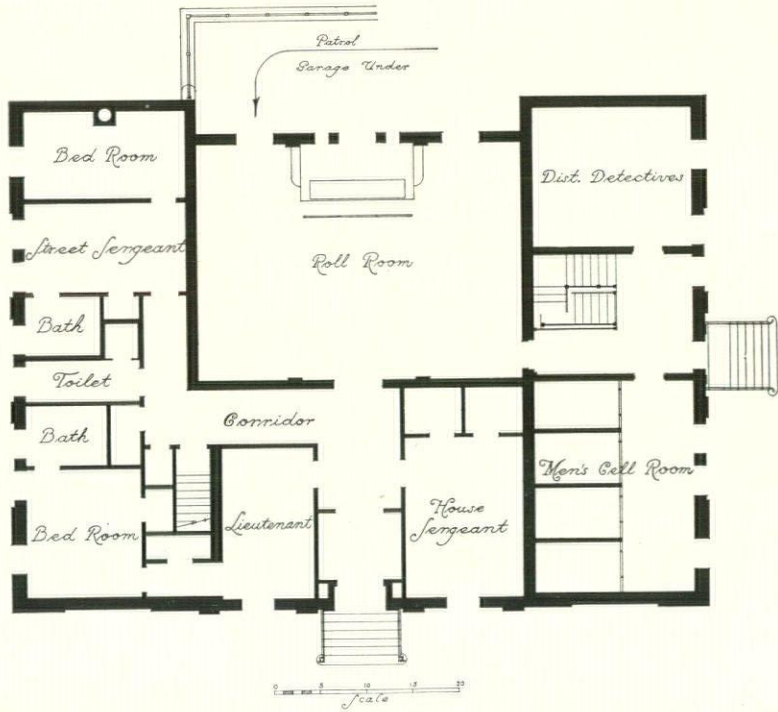 Patrol
Garage Under
Bed Room
Dist. Detectives
Street Sergeant
Roll Room
Bath
Toilet
Corridor
Bath
Men's Cell Room
Bed Room
Lieutenant
House
Sergeant
0 5 10 15 20
Scale